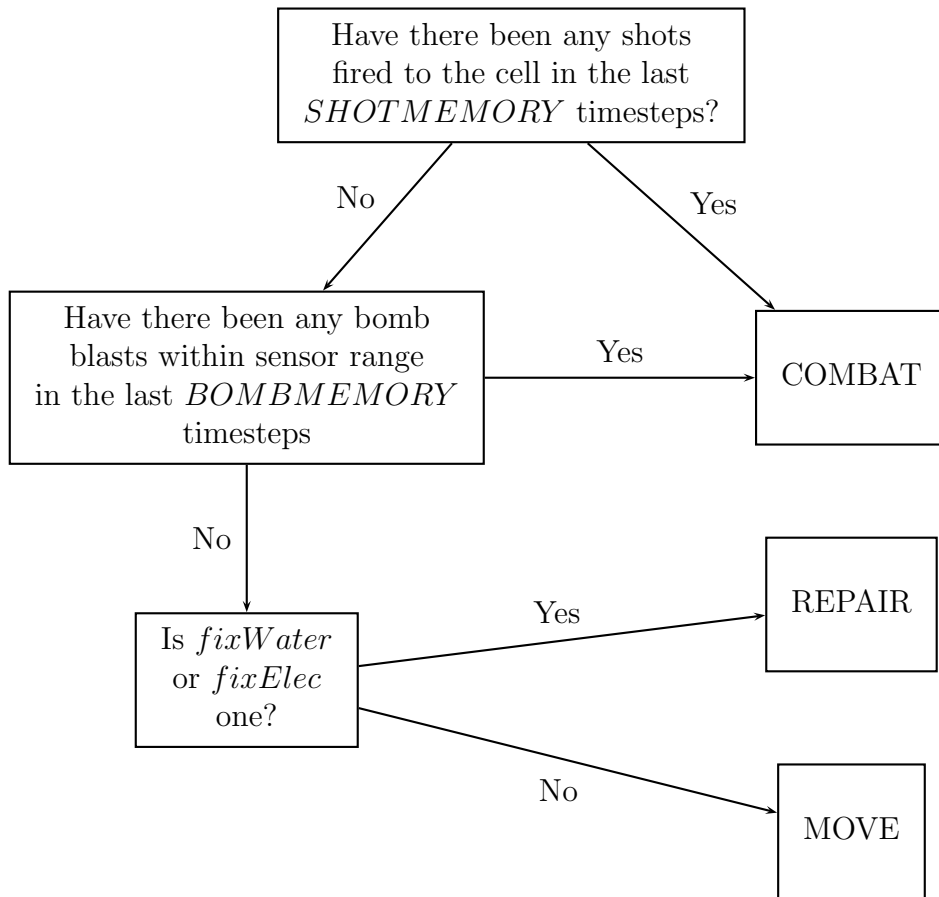 Have there been any shots
fired to the cell in the last
SHOTMEMORY timesteps?
No
Yes
Have there been any bomb
blasts within sensor range
in the last BOMBMEMORY
timesteps
Yes
COMBAT
No
Is fixWater
or fixElec
one?
Yes
REPAIR
No
MOVE